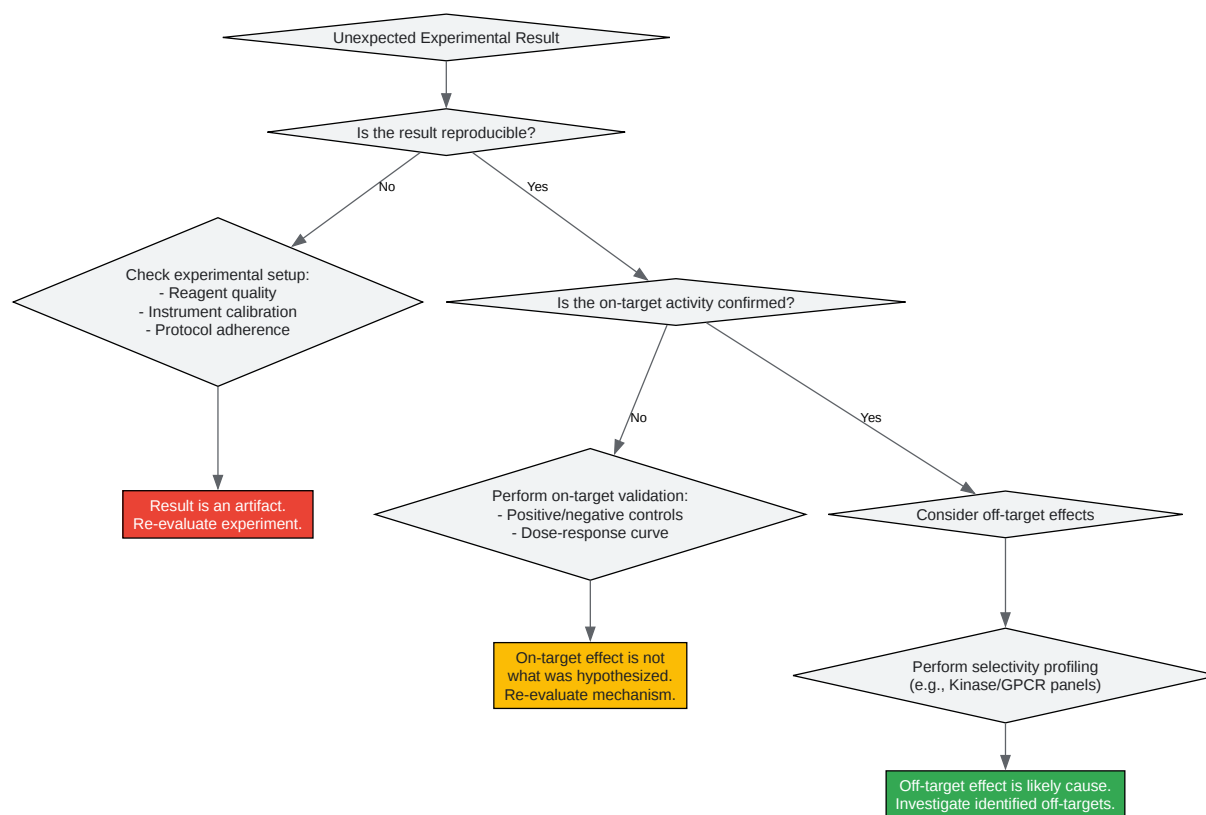 Unexpected Experimental Result
Is the result reproducible?
No
Yes
Check experimental setup:
- Reagent quality
- Instrument calibration
- Protocol adherence
Is the on-target activity confirmed?
No
Yes
Result is an artifact.
Re-evaluate experiment.
Perform on-target validation:
- Positive/negative controls
- Dose-response curve
Consider off-target effects
On-target effect is not
what was hypothesized.
Re-evaluate mechanism.
Perform selectivity profiling
(e.g., Kinase/GPCR panels)
Off-target effect is likely cause.
Investigate identified off-targets.